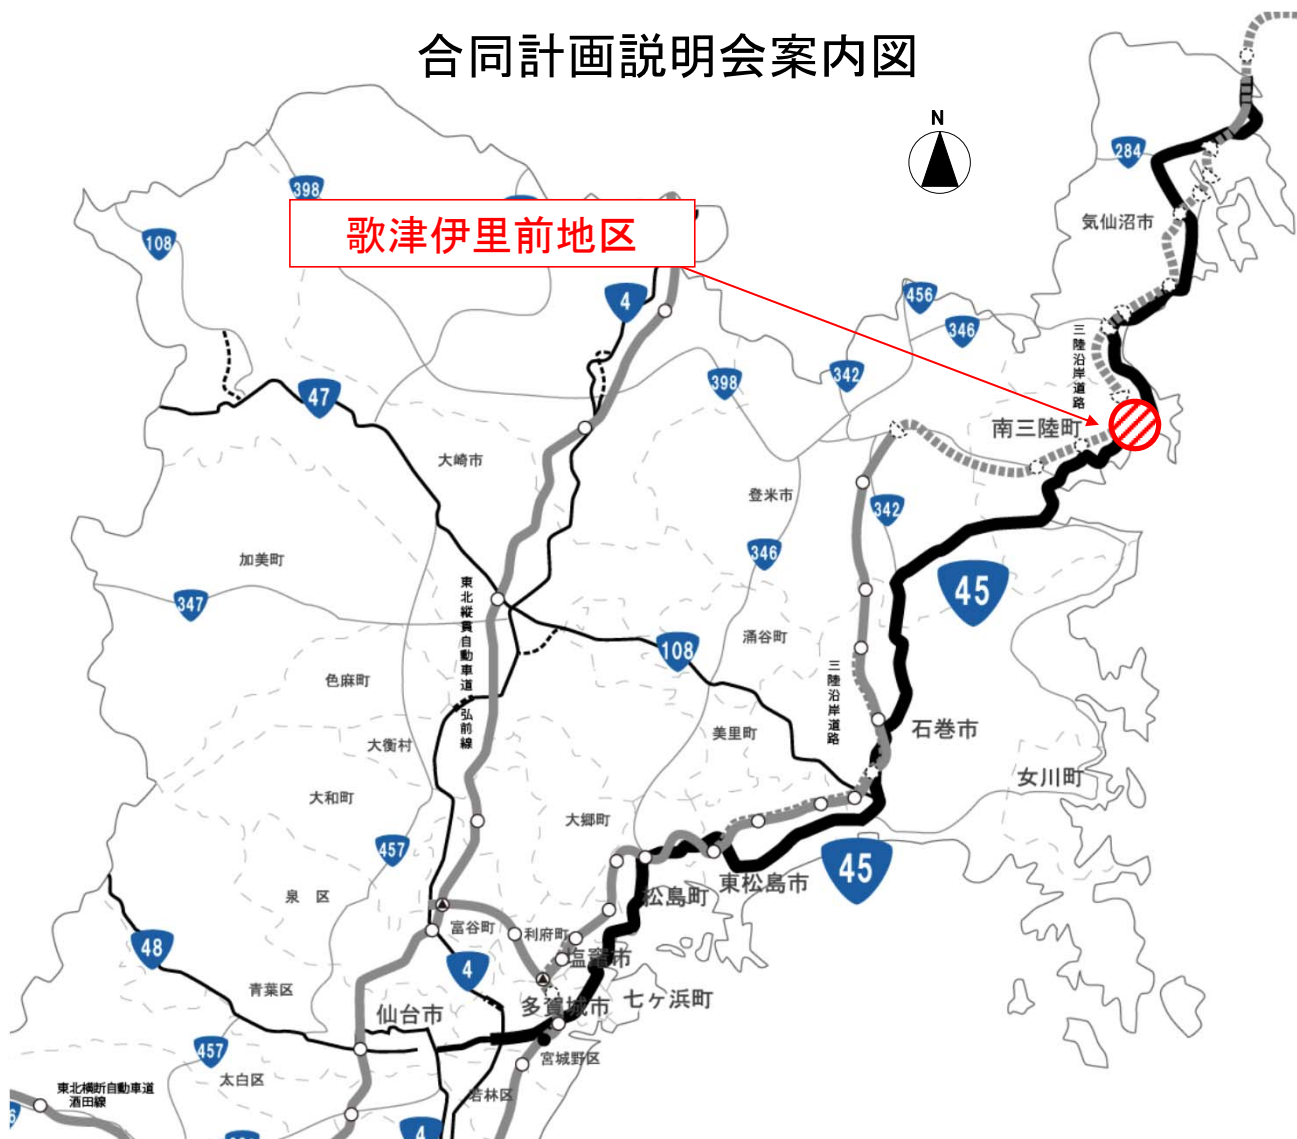 合同計画説明会案内図
N
284
398
気仙沼市
108
歌津伊里前地区
4
456
346
三陸沿岸道路
342
398
47
南三陸町
大崎市
登米市
342
346
加美町
45
347
東北縦貫自動車道 弘前線
涌谷町
108
三陸沿岸道路
色麻町
石巻市
美里町
大衡村
女川町
大和町
大郷町
457
45
東松島市
松島町
泉 区
富谷町
利府町
48
塩竈市
4
青葉区
七ヶ浜町
多賀城市
仙台市
457
宮城野区
太白区
東北横断自動車道
酒田線
若林区
4